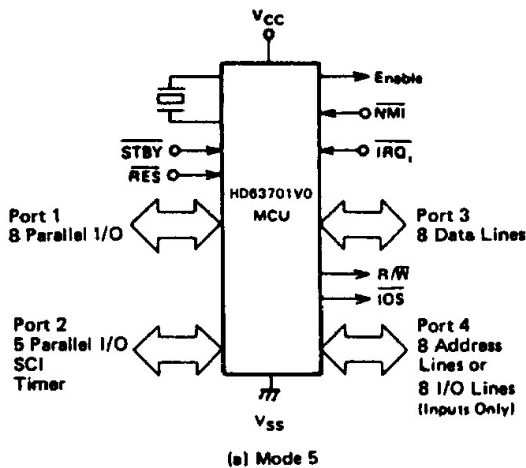 VCC
Enable
NMI
STBY
IRQ1
RES
HD63701V0
MCU
Port 1
8 Parallel I/O
Port 3
8 Data Lines
R/W
IOS
Port 2
5 Parallel I/O
SCI
Timer
Port 4
8 Address
Lines or
8 I/O Lines
(Inputs Only)
VSS
(a) Mode 5